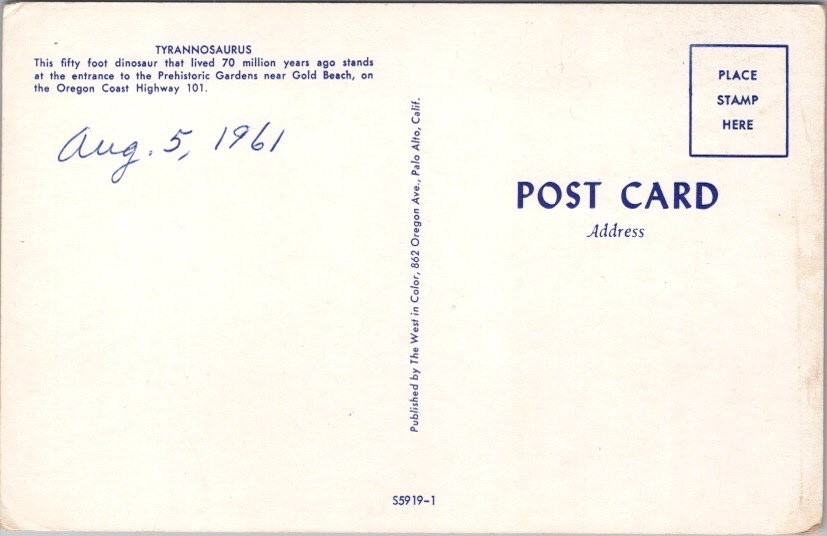 TYRANNOSAURUS
This fifty foot dinosaur that lived 70 million years ago stands
at the entrance to the Prehistoric Gardens near Gold Beach, on
the Oregon Coast Highway 101.
Aug. 5, 1961
Published by The West in Color, 862 Oregon Ave., Palo Alto, Calif.
PLACE
STAMP
HERE
POST CARD
Address
S5919-1